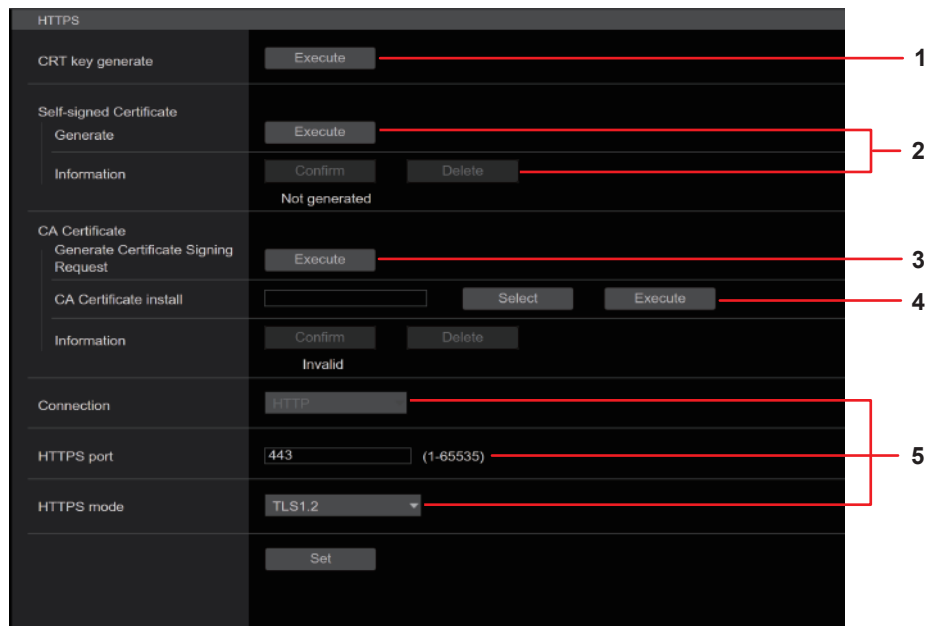 HTTPS
CRT key generate Execute 1
Self-signed Certificate
Generate Execute
2
Information Confirm Delete
Not generated
CA Certificate
Generate Certificate Signing
Request Execute 3
CA Certificate install Select Execute 4
Information Confirm Delete
Invalid
Connection HTTP
HTTPS port 443 (1-65535) 5
HTTPS mode TLS1.2
Set